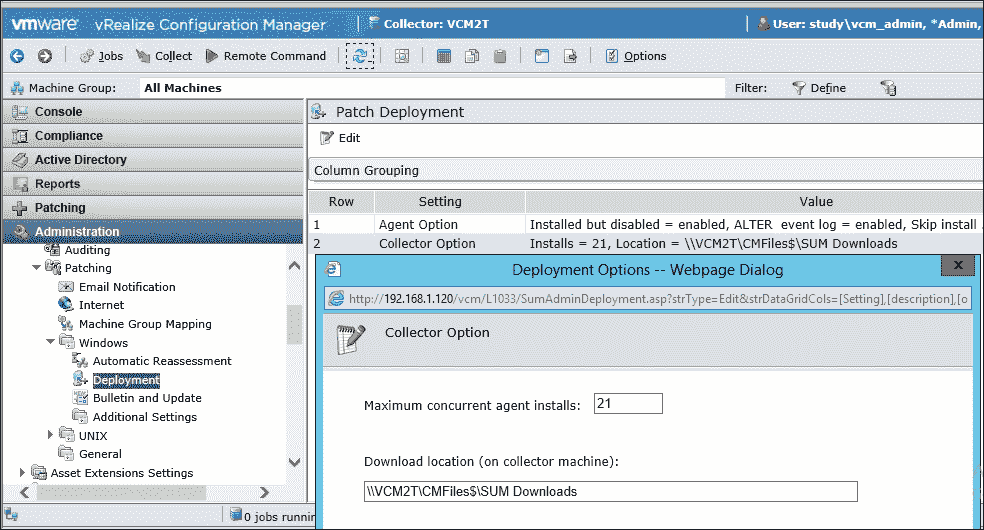 vmware vRealize Configuration Manager Collector: VCM2T User: study\vcm_admin, *Admin,
Jobs Collect Remote Command Options
Machine Group: All Machines Filter: Define
Console
Compliance
Active Directory
Reports
Patching
Administration
Auditing
Patching
Email Notification
Internet
Machine Group Mapping
Windows
Automatic Reassessment
Deployment
Bulletin and Update
Additional Settings
UNIX
General
Asset Extensions Settings
0 jobs runnin
Patch Deployment
Edit
Column Grouping
Row Setting Value
1 Agent Option Installed but disabled = enabled, ALTER event log = enabled, Skip install .
2 Collector Option Installs = 21, Location = \\VCM2T\CMFiles$\SUM Downloads
Deployment Options -- Webpage Dialog
x
http://192.168.1.120/vcm/L1033/SumAdminDeployment.asp?strType=Edit&strDataGridCols=[Setting],[description],[o
Collector Option
Maximum concurrent agent installs: 21
Download location (on collector machine):
\\VCM2T\CMFiles$\SUM Downloads